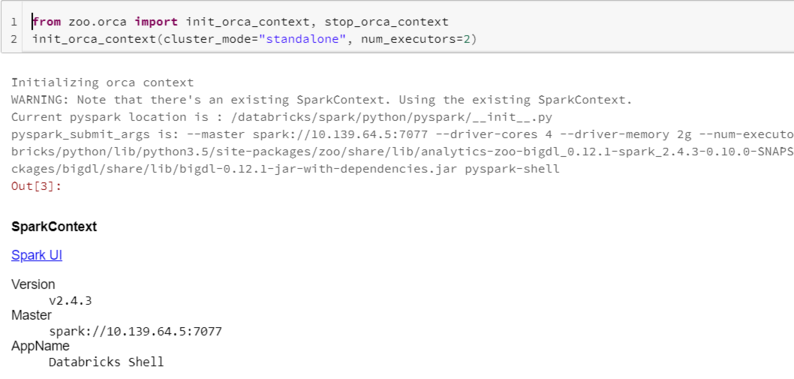 1 from zoo.orca import init_orca_context, stop_orca_context
2 init_orca_context(cluster_mode="standalone", num_executors=2)
Initializing orca context
WARNING: Note that there's an existing SparkContext. Using the existing SparkContext.
Current pyspark location is : /databricks/spark/python/pyspark/__init__.py
pyspark_submit_args is: --master spark://10.139.64.5:7077 --driver-cores 4 --driver-memory 2g --num-executo
bricks/python/lib/python3.5/site-packages/zoo/share/lib/analytics-zoo-bigdl_0.12.1-spark_2.4.3-0.10.0-SNAPS
ckages/bigdl/share/lib/bigdl-0.12.1-jar-with-dependencies.jar pyspark-shell
Out[3]:
SparkContext
Spark UI
Version
v2.4.3
Master
spark://10.139.64.5:7077
AppName
Databricks Shell